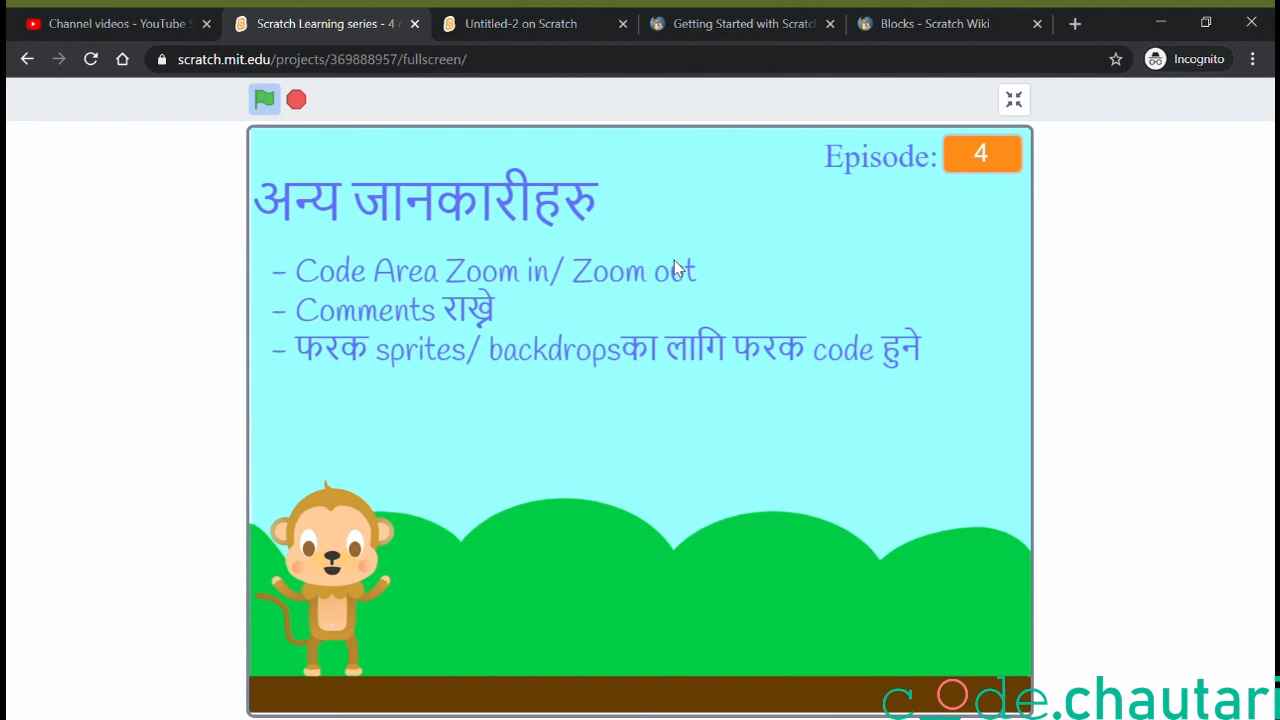 Channel videos - YouTube S
Scratch Learning series - 4 c
Untitled-2 on Scratch
Getting Started with Scratc
Blocks - Scratch Wiki
scratch.mit.edu/projects/369888957/fullscreen/
Incognito
Episode: 4
अन्य जानकारीहरु
- Code Area Zoom in/ Zoom out
- Comments राख्ने
- फरक sprites/ backdropsका लागि फरक code हुने
code.chautari